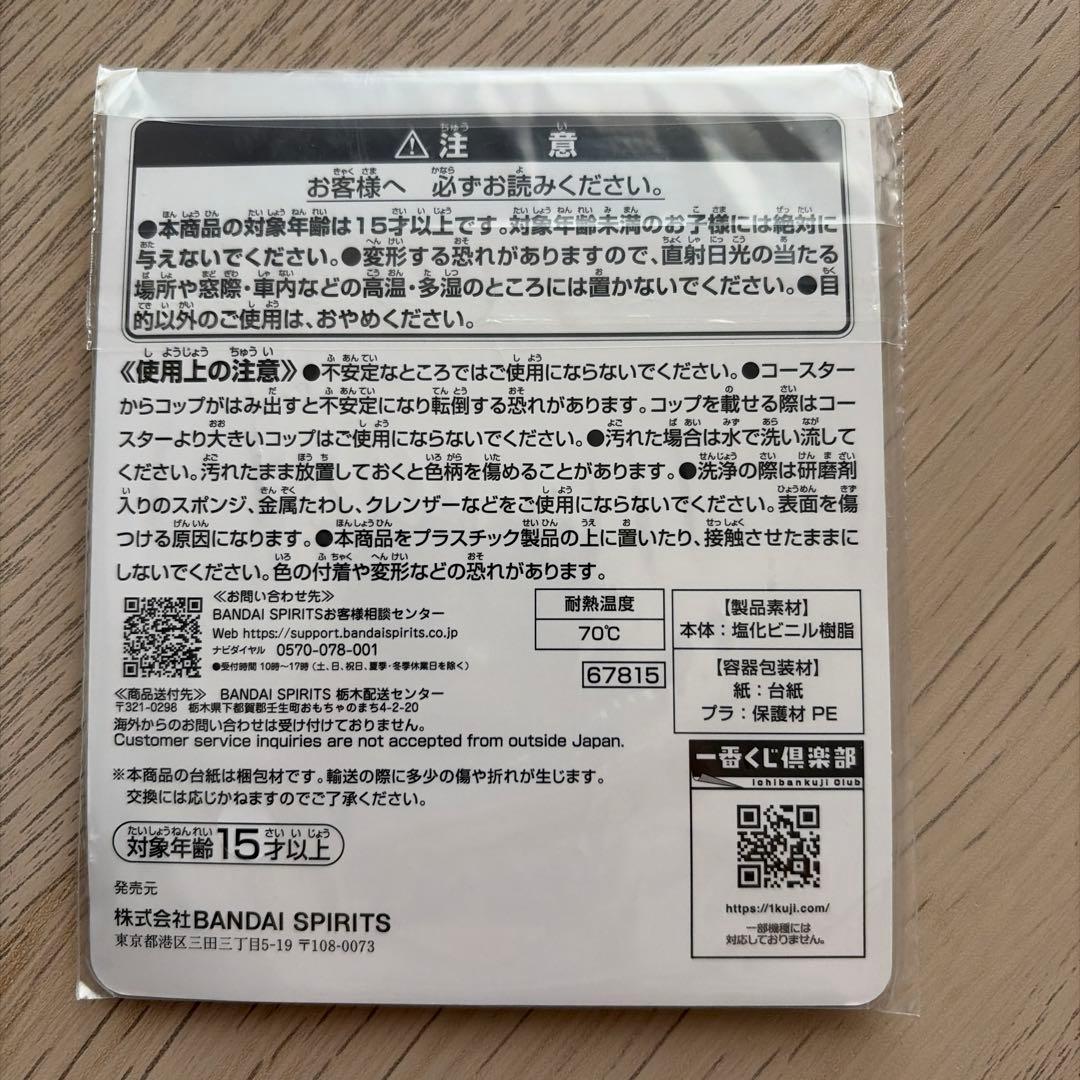 ⚠注意
お客様へ 必ずお読みください。
●本商品の対象年齢は15才以上です。対象年齢未満のお子様には絶対に
与えないでください。●変形する恐れがありますので、直射日光の当たる
場所や窓際・車内などの高温・多湿のところには置かないでください。●目
的以外のご使用は、おやめください。
《使用上の注意》●不安定なところではご使用にならないでください。●コースター
からコップがはみ出すと不安定になり転倒する恐れがあります。コップを載せる際はコー
スターより大きいコップはご使用にならないでください。●汚れた場合は水で洗い流して
ください。汚れたまま放置しておくと色柄を傷めることがあります。●洗浄の際は研磨剤
入りのスポンジ、金属たわし、クレンザーなどをご使用にならないでください。表面を傷
つける原因になります。●本商品をプラスチック製品の上に置いたり、接触させたままに
しないでください。色の付着や変形などの恐れがあります。
≪お問い合わせ先≫
BANDAI SPIRITSお客様相談センター
Web https://support.bandaispirits.co.jp
ナビダイヤル 0570-078-001
●受付時間 10時～17時（土、日、祝日、夏季・冬季休業日を除く）
≪商品送付先≫ BANDAI SPIRITS 栃木配送センター
〒321-0298 栃木県下都賀郡壬生町おもちゃのまち4-2-20
海外からのお問い合わせは受け付けておりません。
Customer service inquiries are not accepted from outside Japan.
耐熱温度
70℃
67815
【製品素材】
本体：塩化ビニル樹脂
【容器包装材】
紙：台紙
プラ：保護材 PE
※本商品の台紙は梱包材です。輸送の際に多少の傷や折れが生じます。
交換には応じかねますのでご了承ください。
対象年齢15才以上
発売元
株式会社BANDAI SPIRITS
東京都港区三田三丁目5-19 〒108-0073
一番くじ倶楽部
Ichibankuji Club
https://1kuji.com/
一部機種には
対応しておりません。